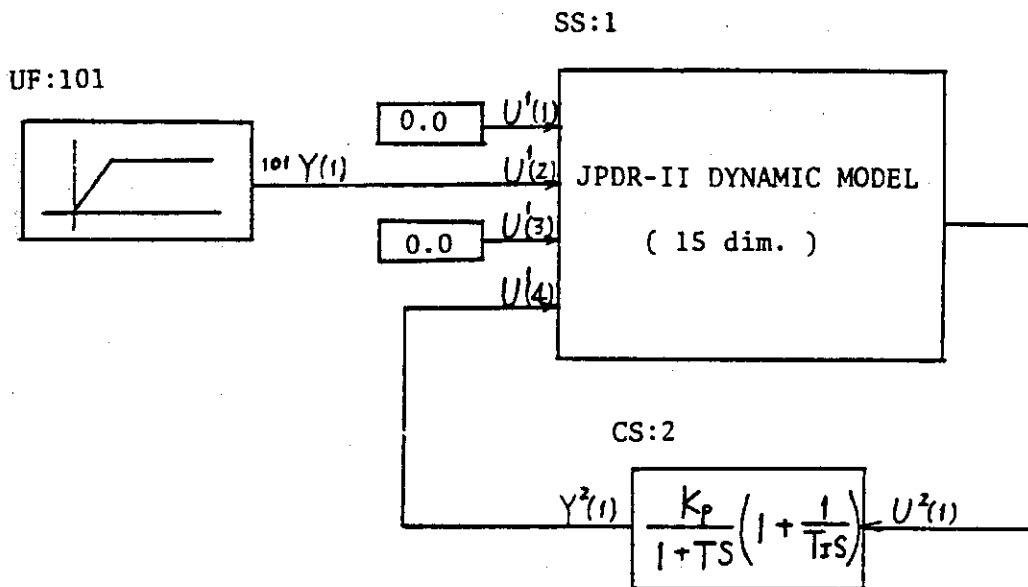 SS:1
UF:101
0.0
U¹(1)
¹⁰¹Y(1)
U¹(2)
JPDR-II DYNAMIC MODEL
0.0
U¹(3)
( 15 dim. )
U¹(4)
CS:2
Y²(1)
Kp/(1+TS) (1 + 1/(T_I S))
U²(1)